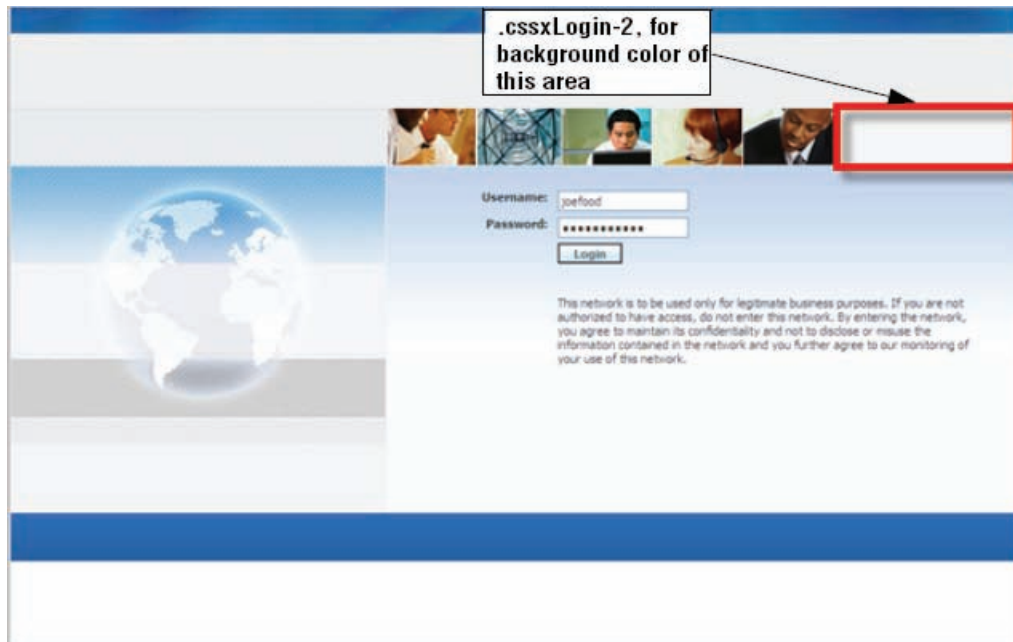 .cssxLogin-2, for
background color of
this area
Username: joefood
Password: ***********
Login
This network is to be used only for legitimate business purposes. If you are not
authorized to have access, do not enter this network. By entering the network,
you agree to maintain its confidentiality and not to disclose or misuse the
information contained in the network and you further agree to our monitoring of
your use of this network.